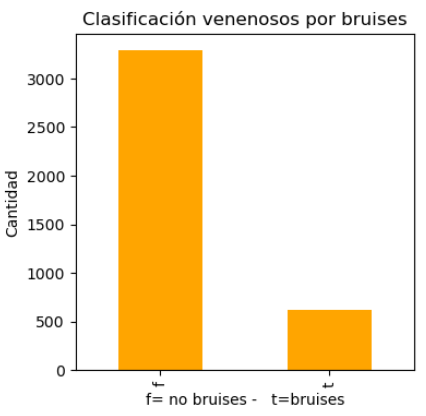 Clasificación venenosos por bruises
3000
2500
2000
1500
1000
500
0
Cantidad
f
t
f= no bruises -   t=bruises